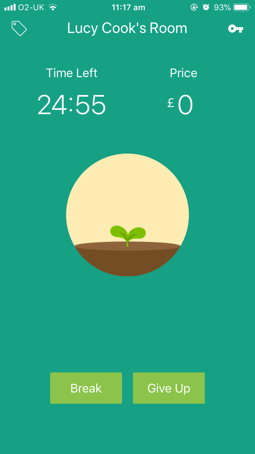 O2-UK 11:17 am 93%
Lucy Cook's Room
Time Left Price
24:55 £0
Break Give Up